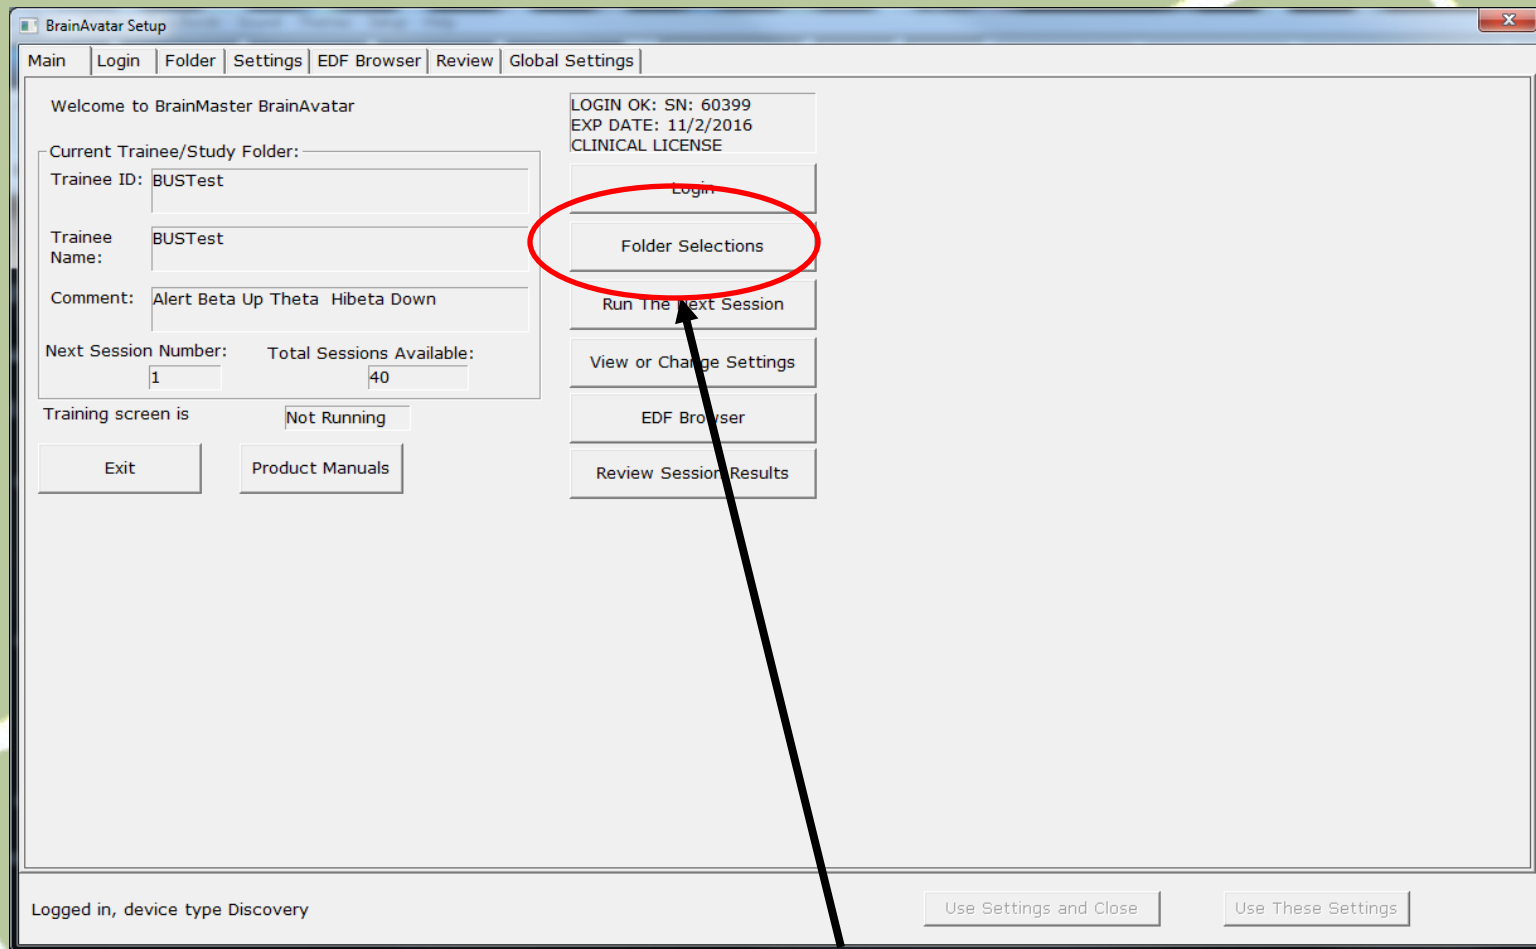 BrainAvatar Setup
Main Login Folder Settings EDF Browser Review Global Settings
Welcome to BrainMaster BrainAvatar
Current Trainee/Study Folder:
Trainee ID: BUSTest
Trainee Name: BUSTest
Comment: Alert Beta Up Theta  Hibeta Down
Next Session Number: 1
Total Sessions Available: 40
Training screen is Not Running
Exit
Product Manuals
LOGIN OK: SN: 60399
EXP DATE: 11/2/2016
CLINICAL LICENSE
Login
Folder Selections
Run The Next Session
View or Change Settings
EDF Browser
Review Session Results
Logged in, device type Discovery
Use Settings and Close
Use These Settings